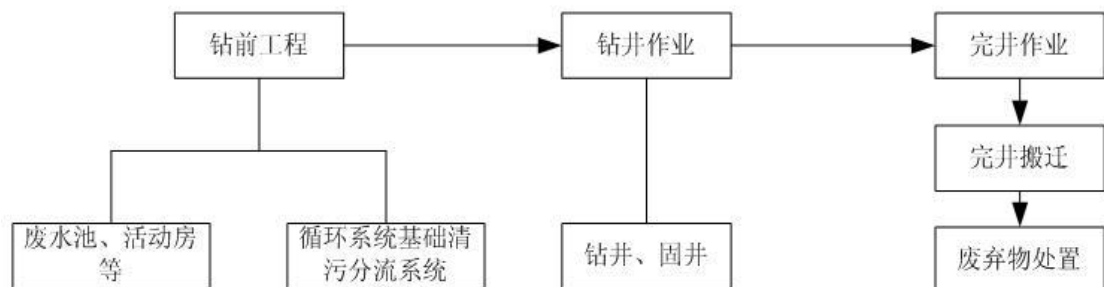 钻前工程
钻井作业
完井作业
完井搬迁
废水池、活动房
等
循环系统基础清
污分流系统
钻井、固井
废弃物处置